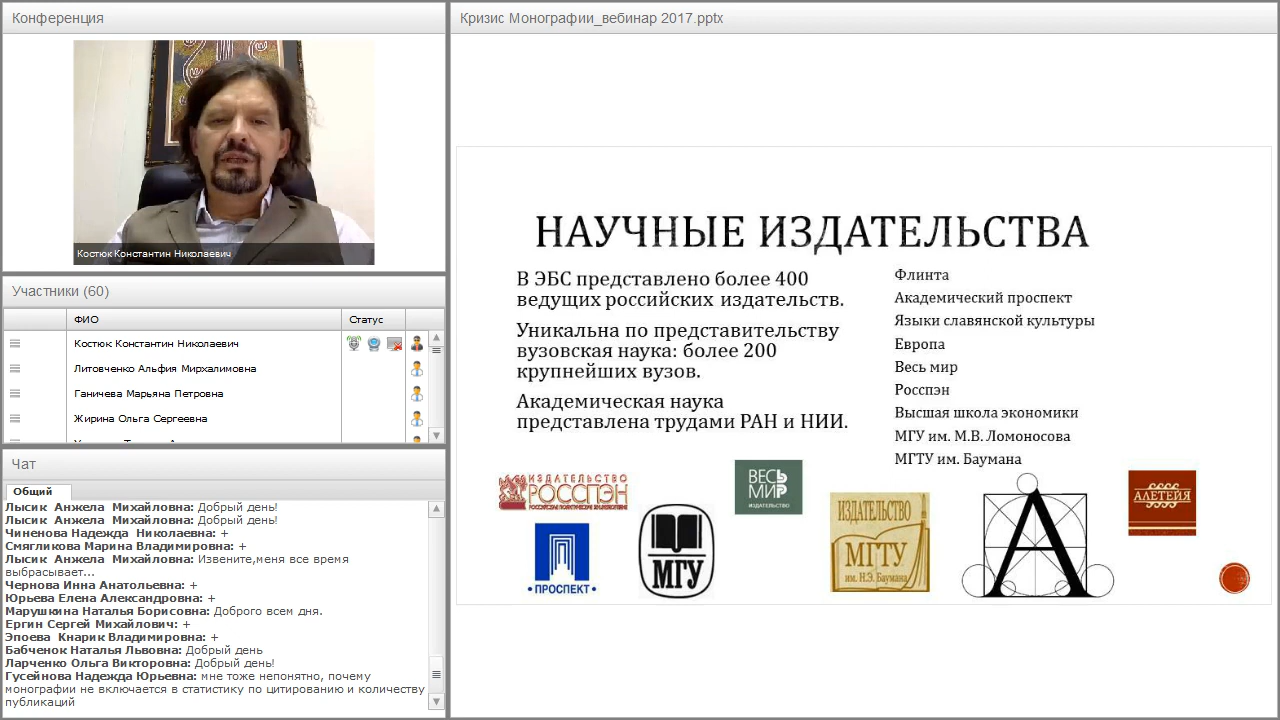 Конференция
Костюк Константин Николаевич
Участники (60)
ФИО
Статус
Костюк Константин Николаевич
Литовченко Альфия Мирхалимовна
Ганичева Марьяна Петровна
Жирина Ольга Сергеевна
Чат
Общий
Лысик Анжела Михайловна: Добрый день!
Лысик Анжела Михайловна: Добрый день!
Чиненова Надежда Николаевна: +
Смягликова Марина Владимировна: +
Лысик Анжела Михайловна: Извените,меня все время
выбрасывает...
Чернова Инна Анатольевна: +
Юрьева Елена Александровна: +
Марушкина Наталья Борисовна: Доброго всем дня.
Ергин Сергей Михайлович: +
Эпоева Кнарик Владимировна: +
Бабченок Наталья Львовна: Добрый день
Ларченко Ольга Викторовна: Добрый день!
Гусейнова Надежда Юрьевна: мне тоже непонятно, почему
монографии не включается в статистику по цитированию и количеству
публикаций
Кризис Монографии_вебинар 2017.pptx
НАУЧНЫЕ ИЗДАТЕЛЬСТВА
В ЭБС представлено более 400
ведущих российских издательств.
Уникальна по представительству
вузовская наука: более 200
крупнейших вузов.
Академическая наука
представлена трудами РАН и НИИ.
Флинта
Академический проспект
Языки славянской культуры
Европа
Весь мир
Росспэн
Высшая школа экономики
МГУ им. М.В. Ломоносова
МГТУ им. Баумана
ИЗДАТЕЛЬСТВО
РОССПЭН
• ПРОСПЕКТ •
МГУ
ВЕСЬ
МИР
ИЗДАТЕЛЬСТВО
ИЗДАТЕЛЬСТВО
МГТУ
им. Н.Э. Баумана
А
АЛЕТЕЙЯ